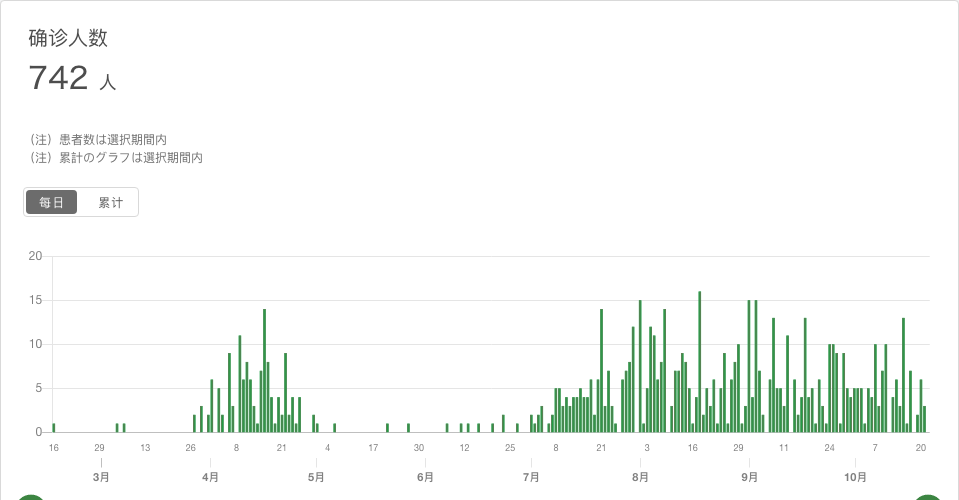 确诊人数
742 人
（注）患者数は選択期間内
（注）累計のグラフは選択期間内
每日 累计
20
15
10
5
0
16 29 13 26 8 21 4 17 30 12 25 8 21 3 16 29 11 24 7 20
3月 4月 5月 6月 7月 8月 9月 10月